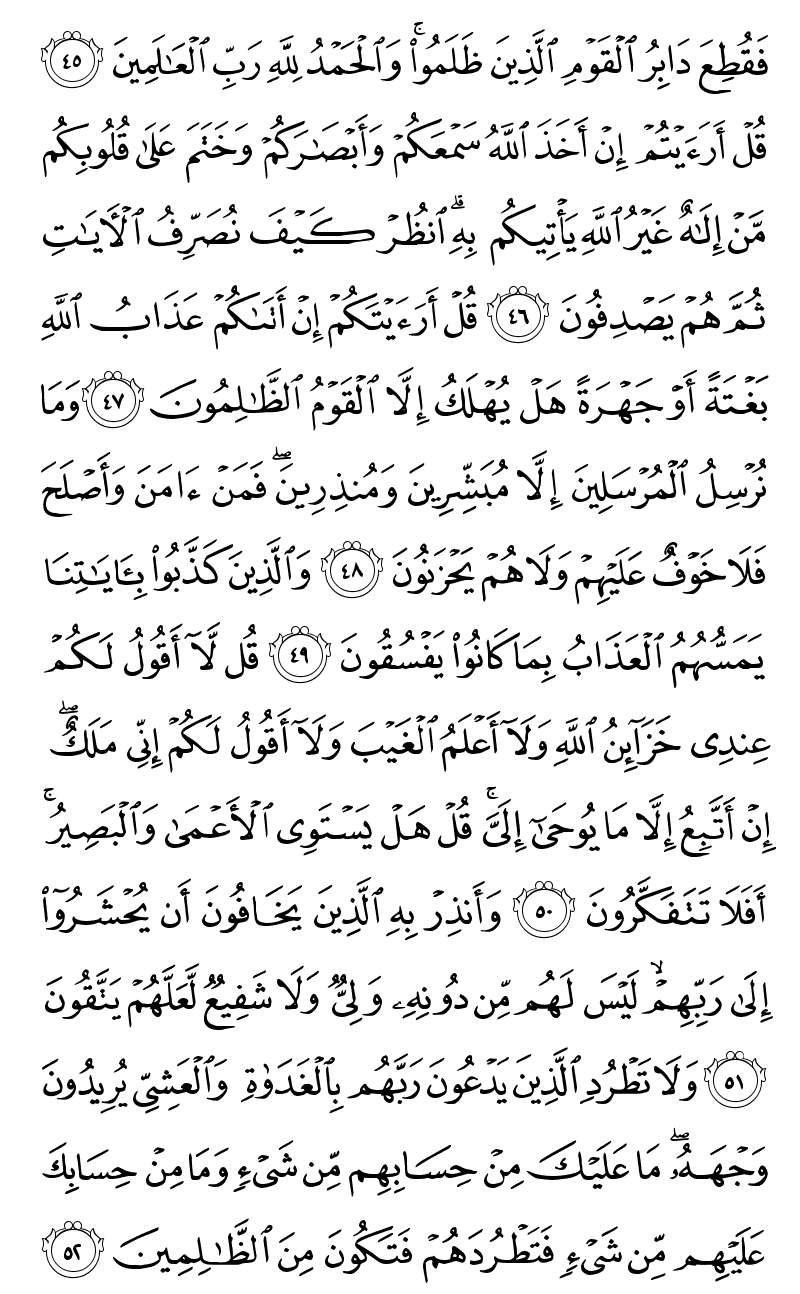 فَقُطِعَ دَابِرُ ٱلۡقَوۡمِ ٱلَّذِينَ ظَلَمُواْۚ وَٱلۡحَمۡدُ لِلَّهِ رَبِّ ٱلۡعَٰلَمِينَ ٤٥
قُلۡ أَرَءَيۡتُمۡ إِنۡ أَخَذَ ٱللَّهُ سَمۡعَكُمۡ وَأَبۡصَٰرَكُمۡ وَخَتَمَ عَلَىٰ قُلُوبِكُم
مَّنۡ إِلَٰهٌ غَيۡرُ ٱللَّهِ يَأۡتِيكُم بِهِۗ ٱنظُرۡ كَيۡفَ نُصَرِّفُ ٱلۡأٓيَٰتِ
ثُمَّ هُمۡ يَصۡدِفُونَ ٤٦ قُلۡ أَرَءَيۡتَكُمۡ إِنۡ أَتَىٰكُمۡ عَذَابُ ٱللَّهِ
بَغۡتَةً أَوۡ جَهۡرَةً هَلۡ يُهۡلَكُ إِلَّا ٱلۡقَوۡمُ ٱلظَّٰلِمُونَ ٤٧ وَمَا
نُرۡسِلُ ٱلۡمُرۡسَلِينَ إِلَّا مُبَشِّرِينَ وَمُنذِرِينَۖ فَمَنۡ ءَامَنَ وَأَصۡلَحَ
فَلَا خَوۡفٌ عَلَيۡهِمۡ وَلَا هُمۡ يَحۡزَنُونَ ٤٨ وَٱلَّذِينَ كَذَّبُواْ بِـَٔايَٰتِنَا
يَمَسُّهُمُ ٱلۡعَذَابُ بِمَا كَانُواْ يَفۡسُقُونَ ٤٩ قُل لَّآ أَقُولُ لَكُمۡ
عِندِى خَزَآئِنُ ٱللَّهِ وَلَآ أَعۡلَمُ ٱلۡغَيۡبَ وَلَآ أَقُولُ لَكُمۡ إِنِّى مَلَكٌۖ
إِنۡ أَتَّبِعُ إِلَّا مَا يُوحَىٰٓ إِلَىَّۚ قُلۡ هَلۡ يَسۡتَوِى ٱلۡأَعۡمَىٰ وَٱلۡبَصِيرُۚ
أَفَلَا تَتَفَكَّرُونَ ٥٠ وَأَنذِرۡ بِهِ ٱلَّذِينَ يَخَافُونَ أَن يُحۡشَرُوٓاْ
إِلَىٰ رَبِّهِمۡۙ لَيۡسَ لَهُم مِّن دُونِهِۦ وَلِىٌّ وَلَا شَفِيعٌ لَّعَلَّهُمۡ يَتَّقُونَ
٥١ وَلَا تَطۡرُدِ ٱلَّذِينَ يَدۡعُونَ رَبَّهُم بِٱلۡغَدَوٰةِ وَٱلۡعَشِىِّ يُرِيدُونَ
وَجۡهَهُۥۖ مَا عَلَيۡكَ مِنۡ حِسَابِهِم مِّن شَىۡءٍ وَمَا مِنۡ حِسَابِكَ
عَلَيۡهِم مِّن شَىۡءٍ فَتَطۡرُدَهُمۡ فَتَكُونَ مِنَ ٱلظَّٰلِمِينَ ٥٢